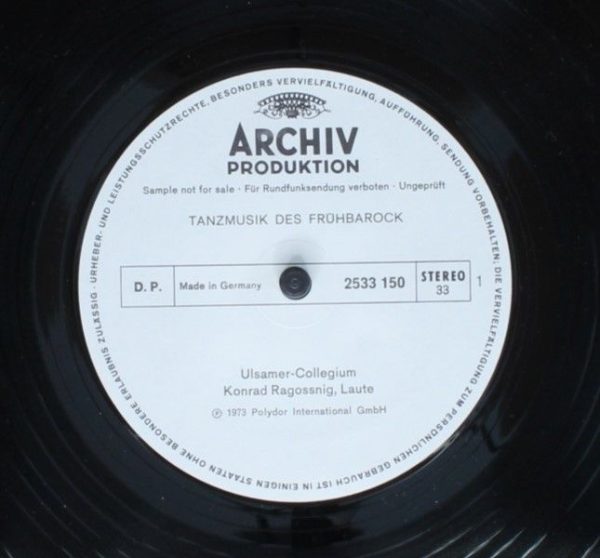 ARCHIV
PRODUKTION
Sample not for sale · Für Rundfunksendung verboten · Ungeprüft
TANZMUSIK DES FRÜHBAROCK
D. P.
Made in Germany
2533 150
STEREO
33
1
Ulsamer-Collegium
Konrad Ragossnig, Laute
℗ 1973 Polydor International GmbH
URHEBER- UND LEISTUNGSSCHUTZRECHTE, BESONDERS VERVIELFÄLTIGUNG, AUFFÜHRUNG, SENDUNG VORBEHALTEN; DIE VERVIELFÄLTIGUNG ZUM PERSÖNLICHEN GEBRAUCH IST IN EINIGEN STAATEN OHNE BESONDERE ERLAUBNIS ZULÄSSIG ·